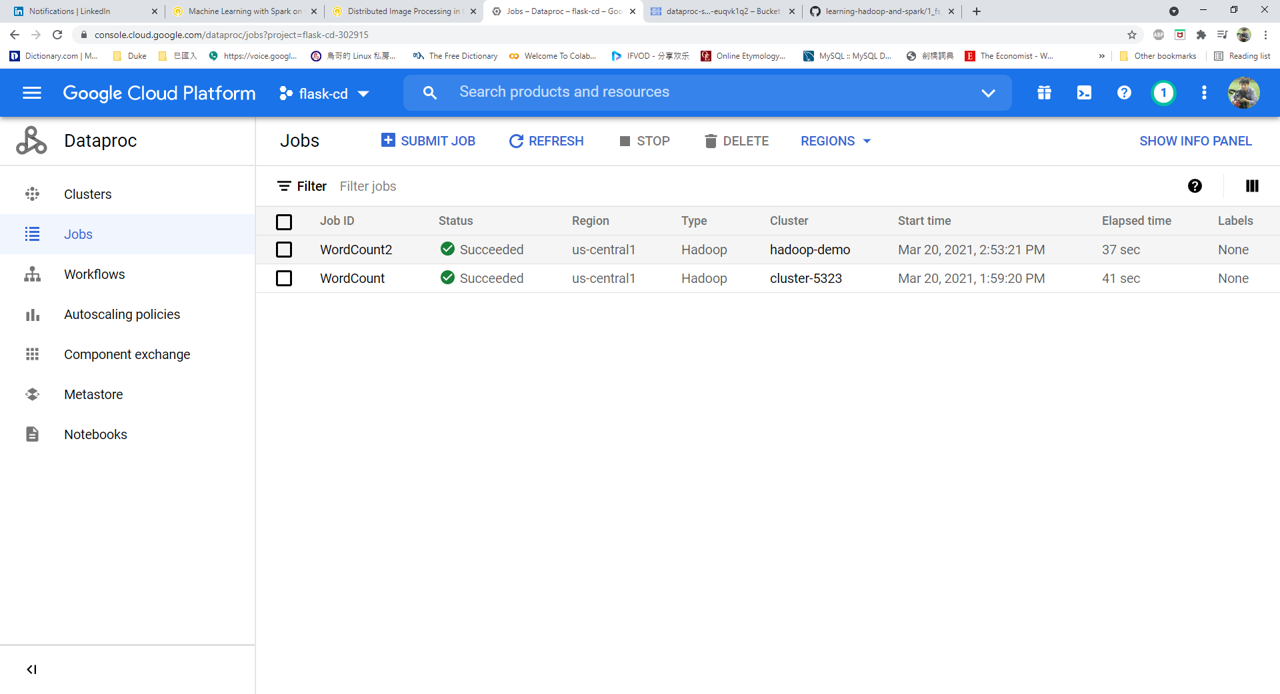 Notifications | LinkedIn
Machine Learning with Spark on
Distributed Image Processing in
Jobs – Dataproc – flask-cd – Goo
dataproc-s...-euqvk1q2 – Bucket
learning-hadoop-and-spark/1_f
console.cloud.google.com/dataproc/jobs?project=flask-cd-302915
Dictionary.com | M...
Duke
已匯入
https://voice.googl...
鳥哥的 Linux 私房...
The Free Dictionary
Welcome To Colab...
IFVOD - 分享欢乐
Online Etymology...
MySQL :: MySQL D...
劍橋詞典
The Economist - W...
»
Other bookmarks
Reading list
Google Cloud Platform
flask-cd
Search products and resources
1
Dataproc
Jobs
SUBMIT JOB
REFRESH
STOP
DELETE
REGIONS
SHOW INFO PANEL
Clusters
Jobs
Workflows
Autoscaling policies
Component exchange
Metastore
Notebooks
Filter Filter jobs
Job ID Status Region Type Cluster Start time Elapsed time Labels
WordCount2 Succeeded us-central1 Hadoop hadoop-demo Mar 20, 2021, 2:53:21 PM 37 sec None
WordCount Succeeded us-central1 Hadoop cluster-5323 Mar 20, 2021, 1:59:20 PM 41 sec None